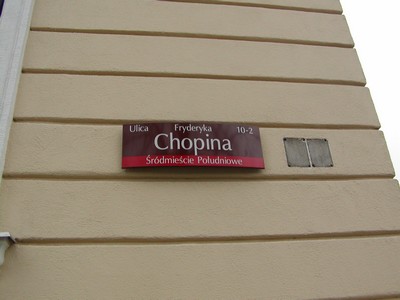 Ulica Fryderyka 10-2
Chopina
Śródmieście Południowe